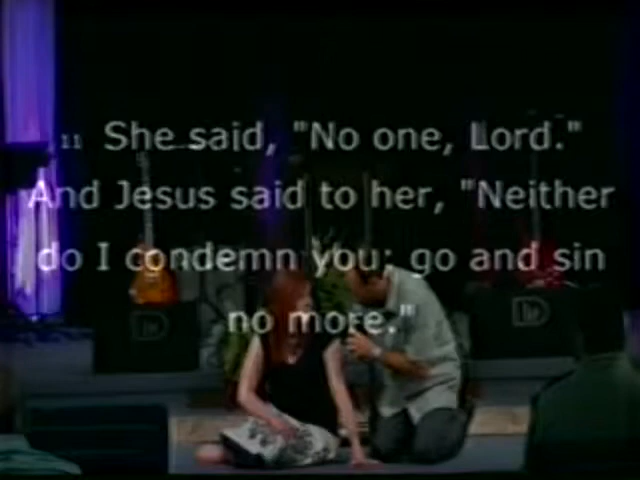 11 She said, "No one, Lord."
And Jesus said to her, "Neither
do I condemn you; go and sin
no more."